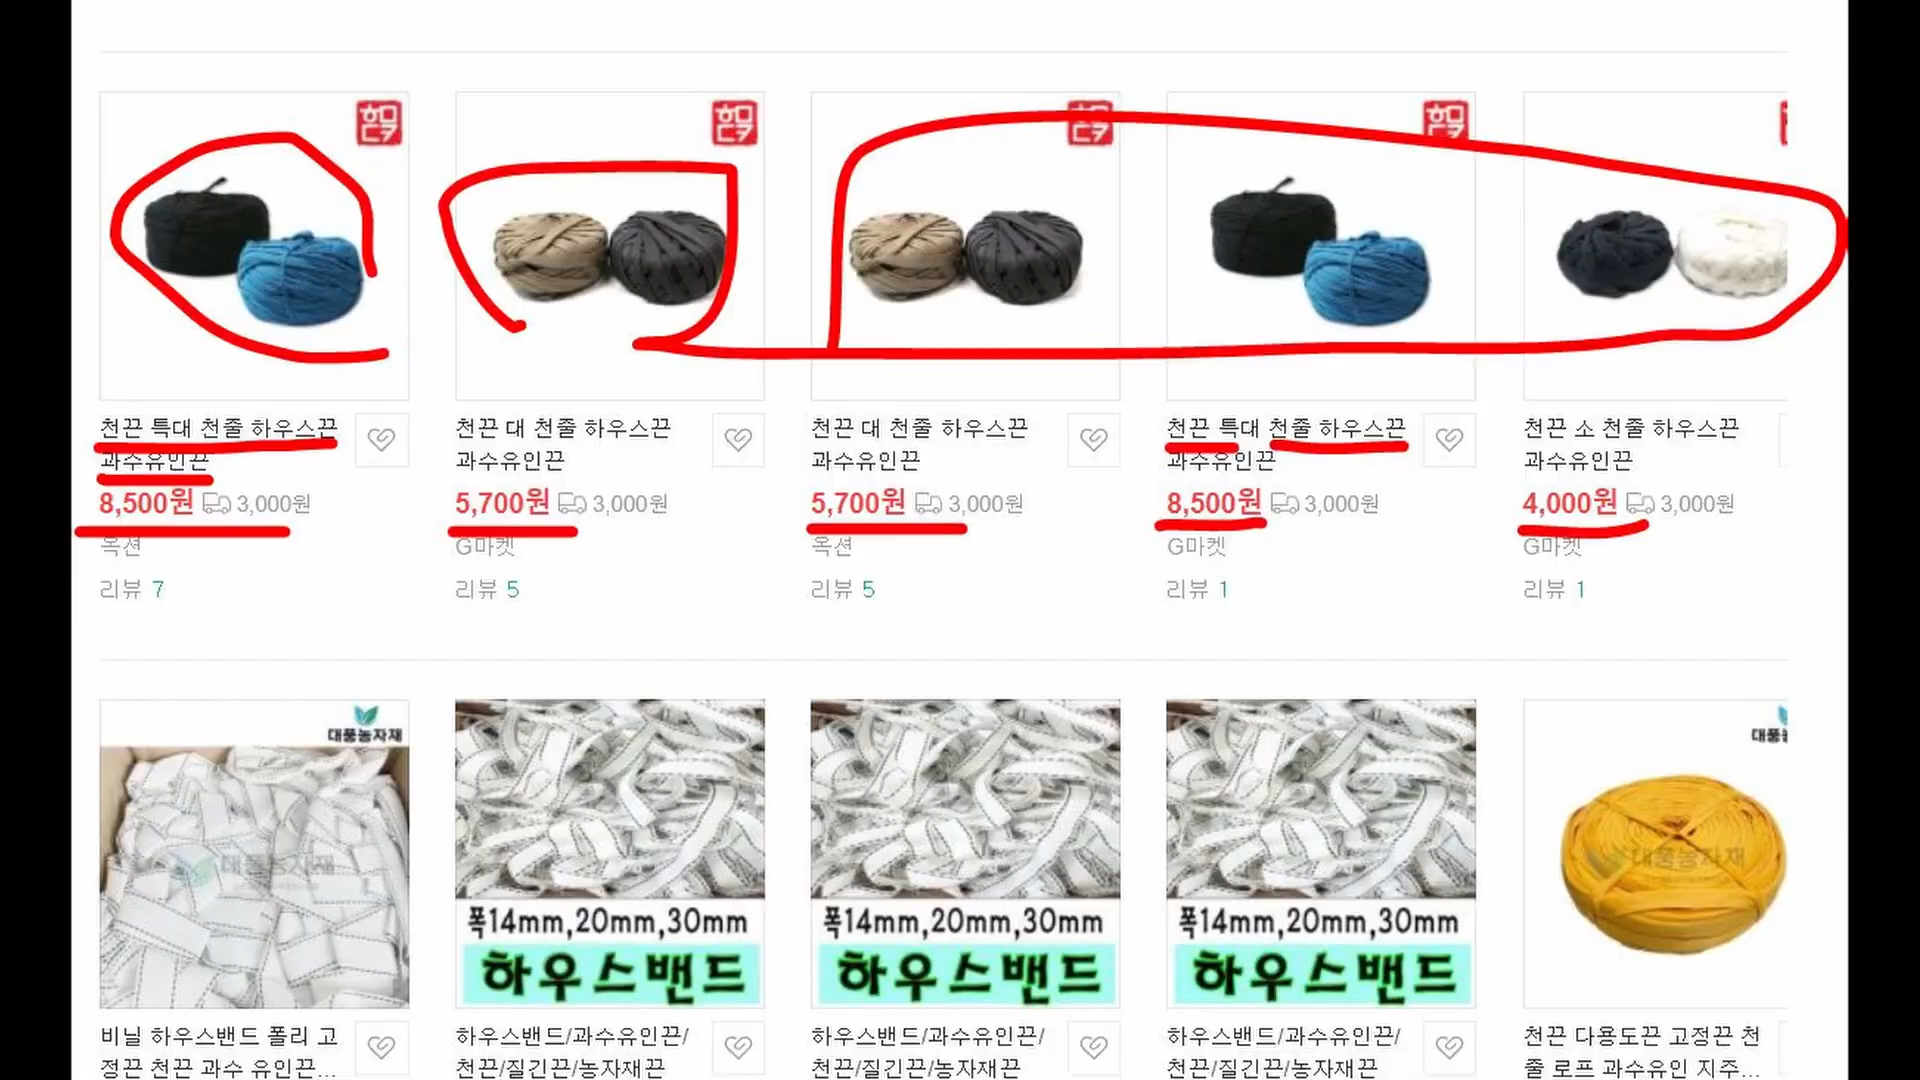 천끈 특대 천줄 하우스끈
과수유인끈
8,500원 3,000원
옥션
리뷰 7
천끈 대 천줄 하우스끈
과수유인끈
5,700원 3,000원
G마켓
리뷰 5
천끈 대 천줄 하우스끈
과수유인끈
5,700원 3,000원
옥션
리뷰 5
천끈 특대 천줄 하우스끈
과수유인끈
8,500원 3,000원
G마켓
리뷰 1
천끈 소 천줄 하우스끈
과수유인끈
4,000원 3,000원
G마켓
리뷰 1
대풍농자재
대풍농자재
비닐 하우스밴드 폴리 고
정끈 천끈 과수 유인끈...
폭14mm,20mm,30mm
하우스밴드
하우스밴드/과수유인끈/
천끈/질긴끈/농자재끈
폭14mm,20mm,30mm
하우스밴드
하우스밴드/과수유인끈/
천끈/질긴끈/농자재끈
폭14mm,20mm,30mm
하우스밴드
하우스밴드/과수유인끈/
천끈/질긴끈/농자재끈
대풍농자재
천끈 다용도끈 고정끈 천
줄 로프 과수유인 지주...